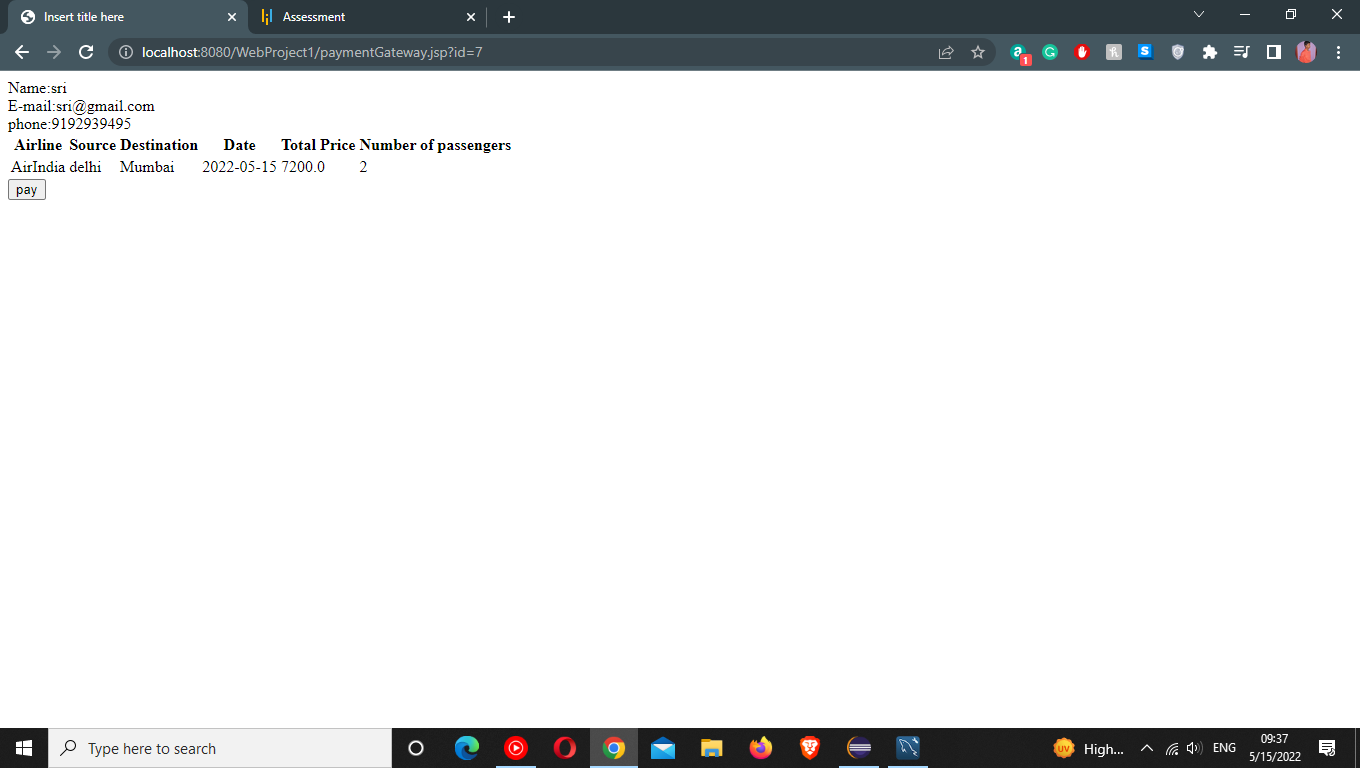 Insert title here
Assessment
localhost:8080/WebProject1/paymentGateway.jsp?id=7
1
Name:sri
E-mail:sri@gmail.com
phone:9192939495
Airline Source Destination Date Total Price Number of passengers
AirIndia delhi Mumbai 2022-05-15 7200.0 2
pay
Type here to search
UV
High...
ENG
09:37
5/15/2022